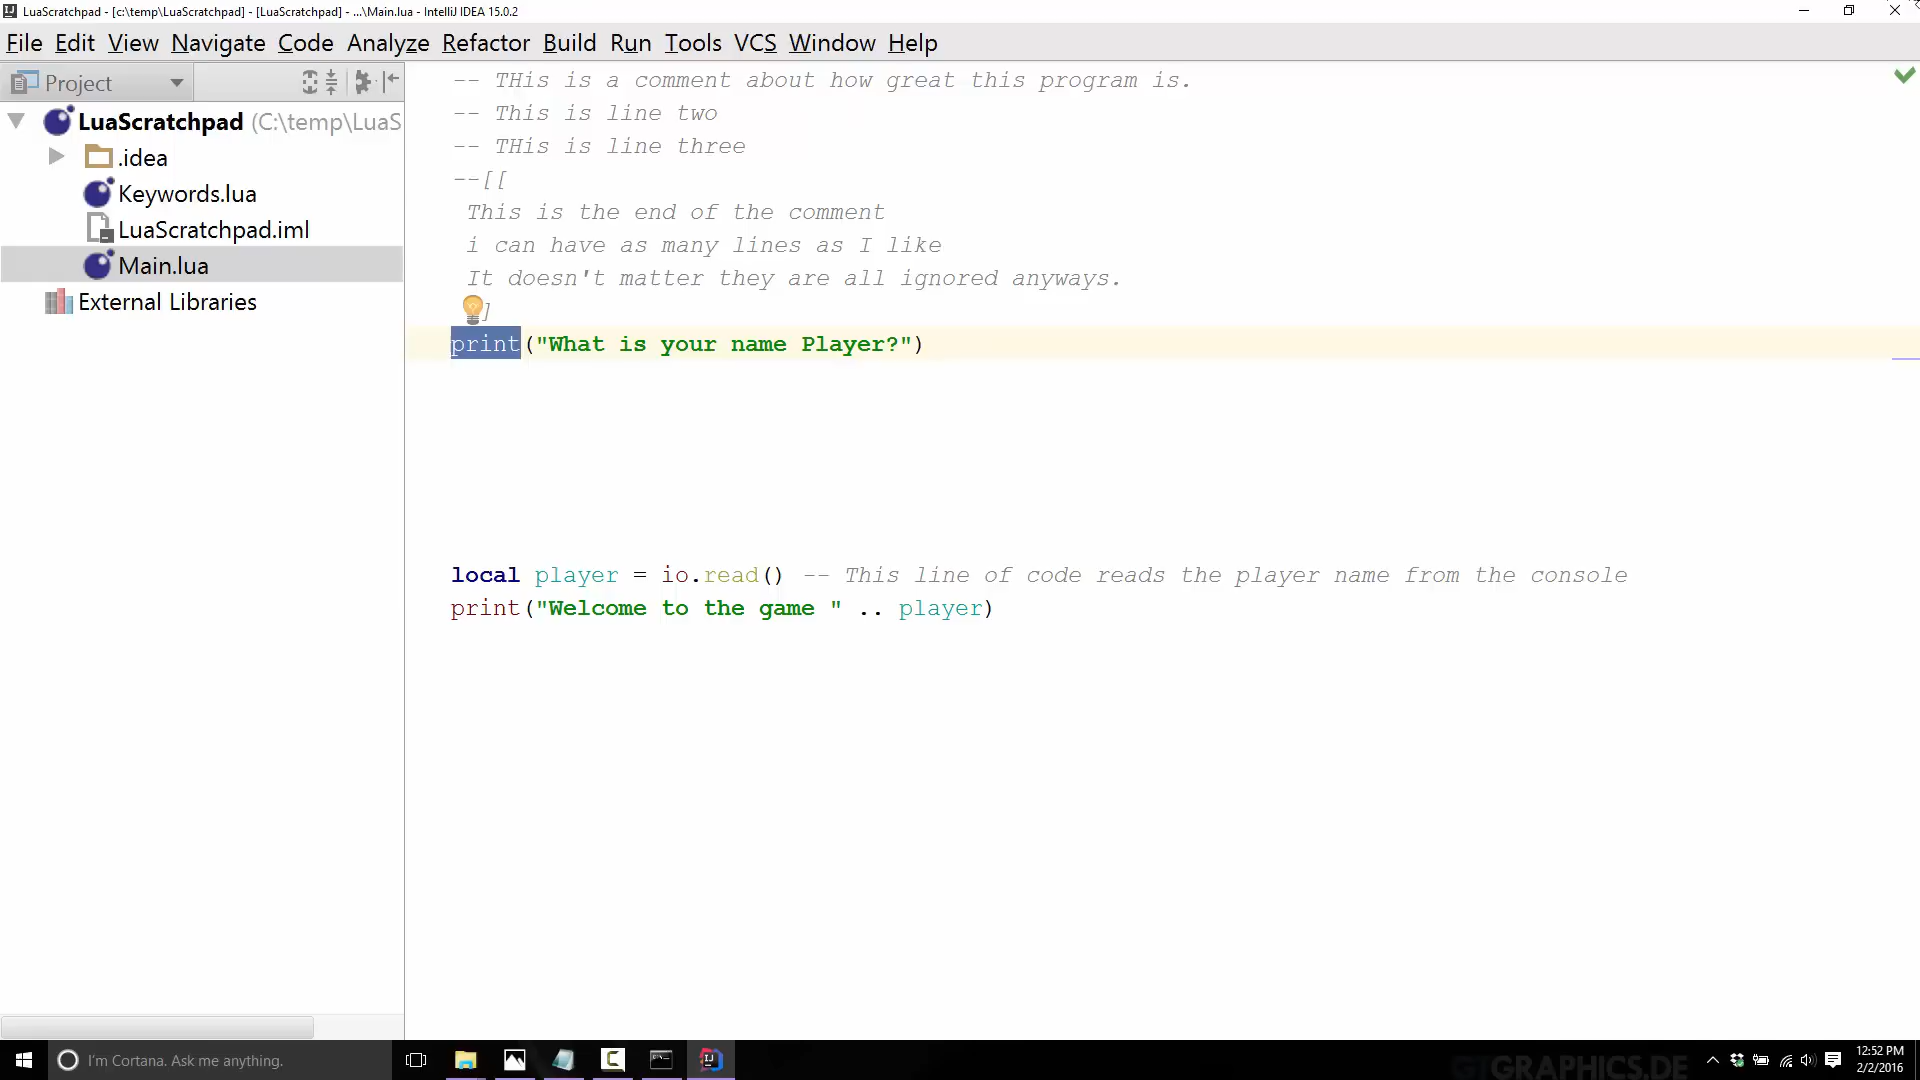 LuaScratchpad - [c:\temp\LuaScratchpad] - [LuaScratchpad] - ...\Main.lua - IntelliJ IDEA 15.0.2
File Edit View Navigate Code Analyze Refactor Build Run Tools VCS Window Help
Project
LuaScratchpad (C:\temp\LuaS
.idea
Keywords.lua
LuaScratchpad.iml
Main.lua
External Libraries
-- THis is a comment about how great this program is.
-- This is line two
-- THis is line three
--[[
This is the end of the comment
i can have as many lines as I like
It doesn't matter they are all ignored anyways.
]
print("What is your name Player?")
local player = io.read() -- This line of code reads the player name from the console
print("Welcome to the game " .. player)
I'm Cortana. Ask me anything.
GTGRAPHICS.DE
12:52 PM
2/2/2016